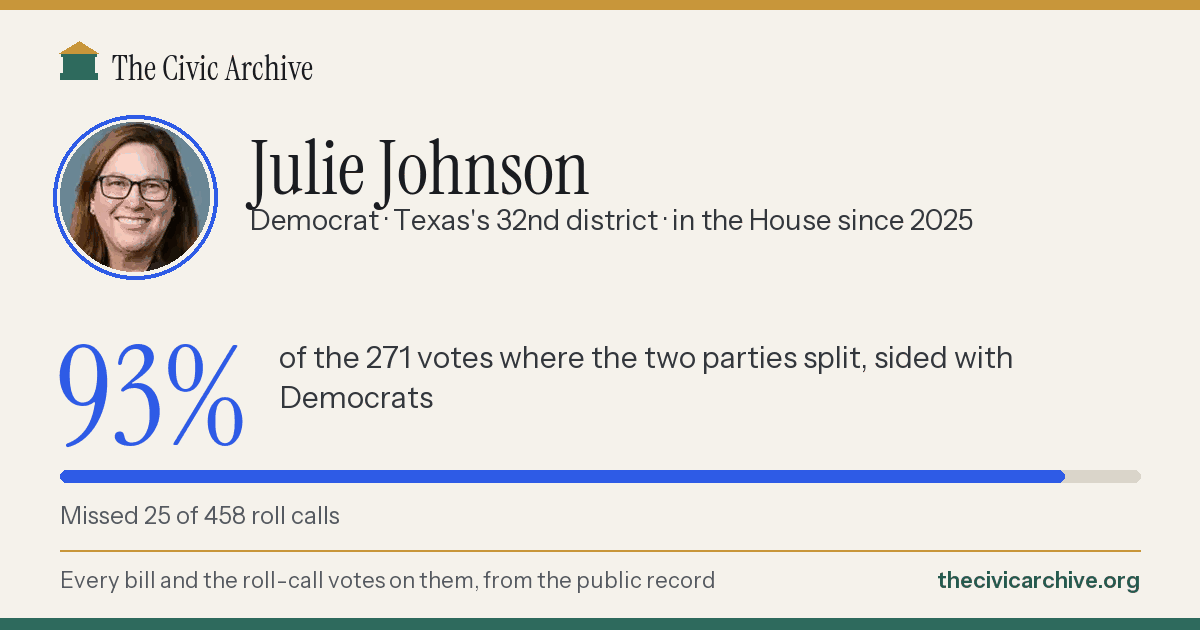 The Civic Archive
Julie Johnson
Democrat · Texas's 32nd district · in the House since 2025
93%
of the 271 votes where the two parties split, sided with
Democrats
Missed 25 of 458 roll calls
Every bill and the roll-call votes on them, from the public record
thecivicarchive.org